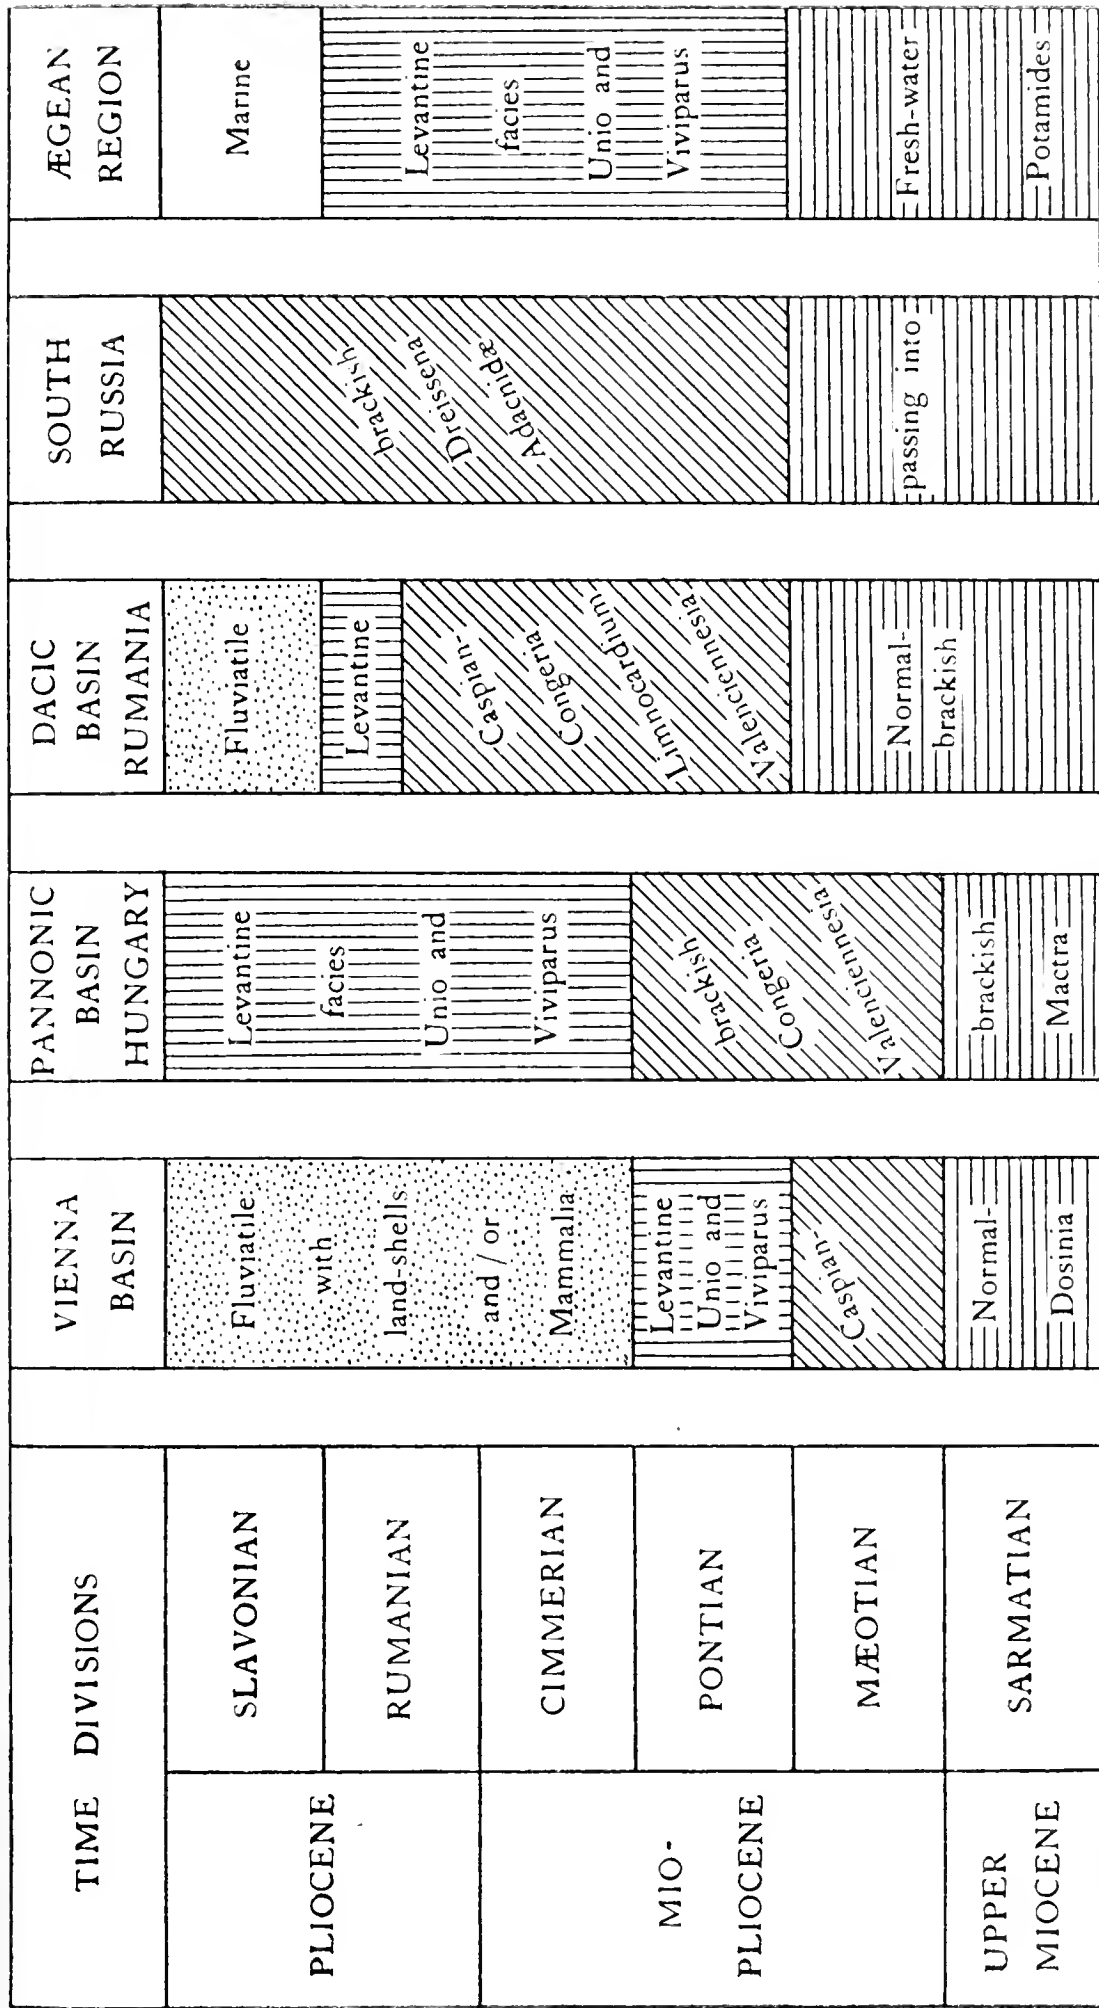 TIME DIVISIONS
VIENNA
BASIN
PANNONIC
BASIN
HUNGARY
DACIC
BASIN
RUMANIA
SOUTH
RUSSIA
ÆGEAN
REGION
PLIOCENE
SLAVONIAN
RUMANIAN
MIO-
PLIOCENE
CIMMERIAN
PONTIAN
MÆOTIAN
UPPER
MIOCENE
SARMATIAN
Fluviatile
with
land-shells
and / or
Mammalia
Levantine
Unio and
Viviparus
Caspian-
Normal-
Dosinia
Levantine
facies
Unio and
Viviparus
brackish
Congeria
Valenciennesia
brackish
Mactra
Fluviatile
Levantine
Caspian-
Congeria
Limnocardium
Valenciennesia
Normal-
brackish
brackish
Dreissena
Adacnidæ
passing into
Marine
Levantine
facies
Unio and
Viviparus
Fresh-water
Potamides